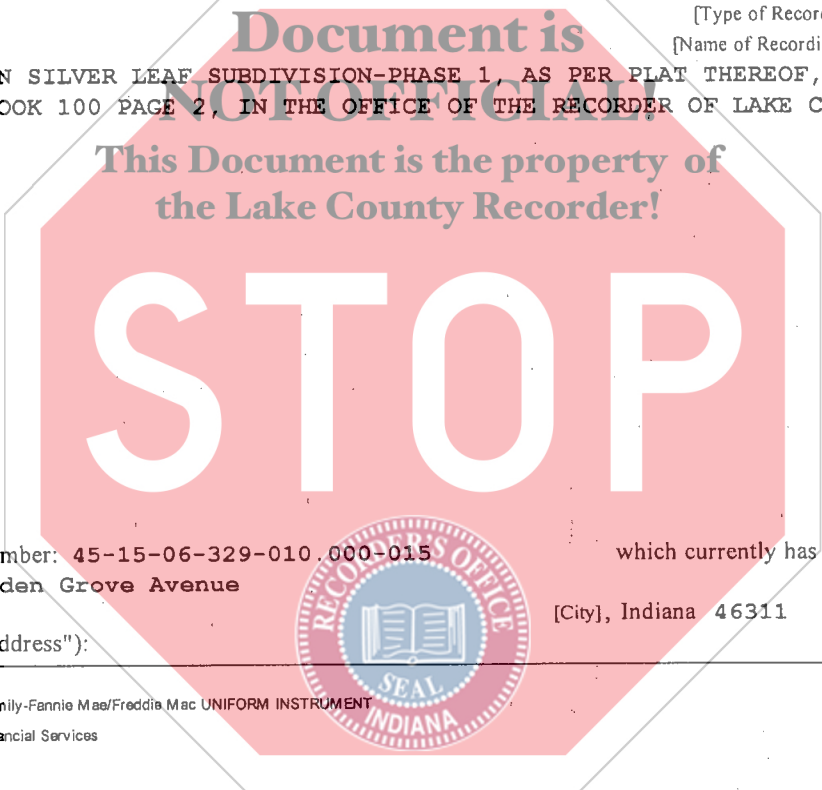 [Type of Recor
Document is
[Name of Recordi
N SILVER LEAF SUBDIVISION-PHASE 1, AS PER PLAT THEREOF,
OOK 100 PAGE 2, IN THE OFFICE OF THE RECORDER OF LAKE C
NOT OFFICIAL!
This Document is the property of
the Lake County Recorder!
STOP
mber: 45-15-06-329-010.000-015
which currently has
den Grove Avenue
[City], Indiana 46311
ddress"):
RECORDER'S OFFICE
SEAL
INDIANA
mily-Fannie Mae/Freddie Mac UNIFORM INSTRUMENT
ancial Services